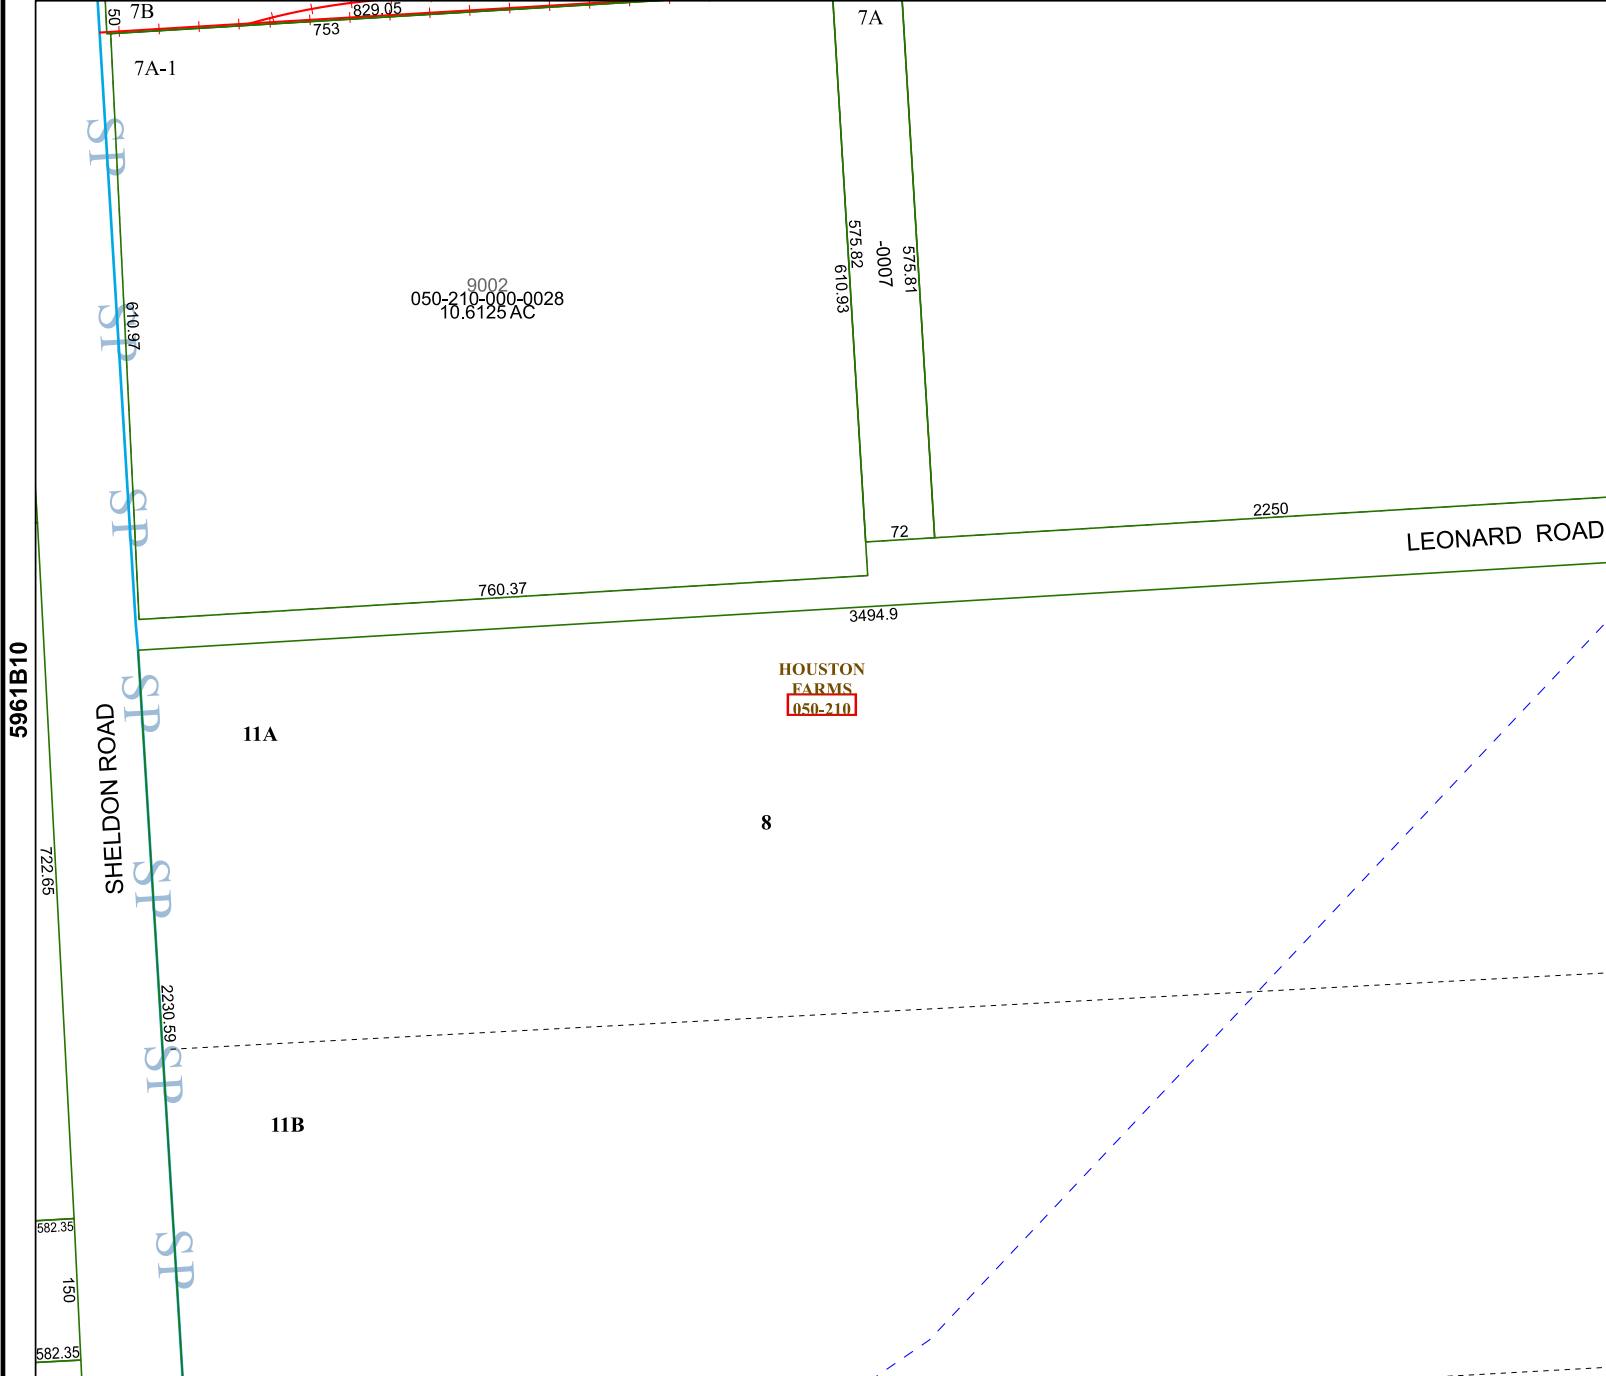 7B
50
829.05
753
7A
7A-1
SP
575.82
-0007
575.81
610.93
9002
050-210-000-0028
10.6125 AC
SP
610.97
SP
2250
72
LEONARD ROAD
760.37
3494.9
HOUSTON
FARMS
050-210
5961B10
SP
SHELDON ROAD
11A
8
722.65
SP
2230.59
SP
11B
582.35
SP
150
582.35